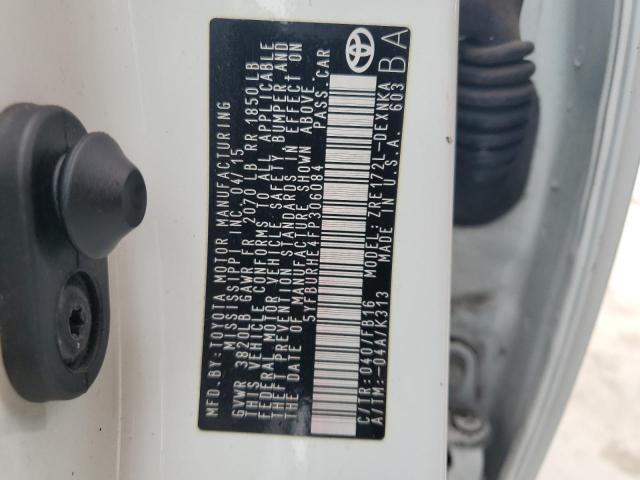 MFD.BY:TOYOTA MOTOR MANUFACTURING
MISSISSIPPI INC. 04/15
GVWR 3820LB GAWR FR 2070 LB RR 1850LB
THIS VEHICLE CONFORMS TO ALL APPLICABLE
FEDERAL MOTOR VEHICLE SAFETY BUMPER, AND
THEFT PREVENTION STANDARDS IN EFFECT ON
THE DATE OF MANUFACTURE SHOWN ABOVE.
5YFBURHE4FP306084 PASS.CAR
C/TR:040/FB16 ZRE172L-DEXNKA
A/TM:-04A/K313 MADE IN U.S.A. 603
BA